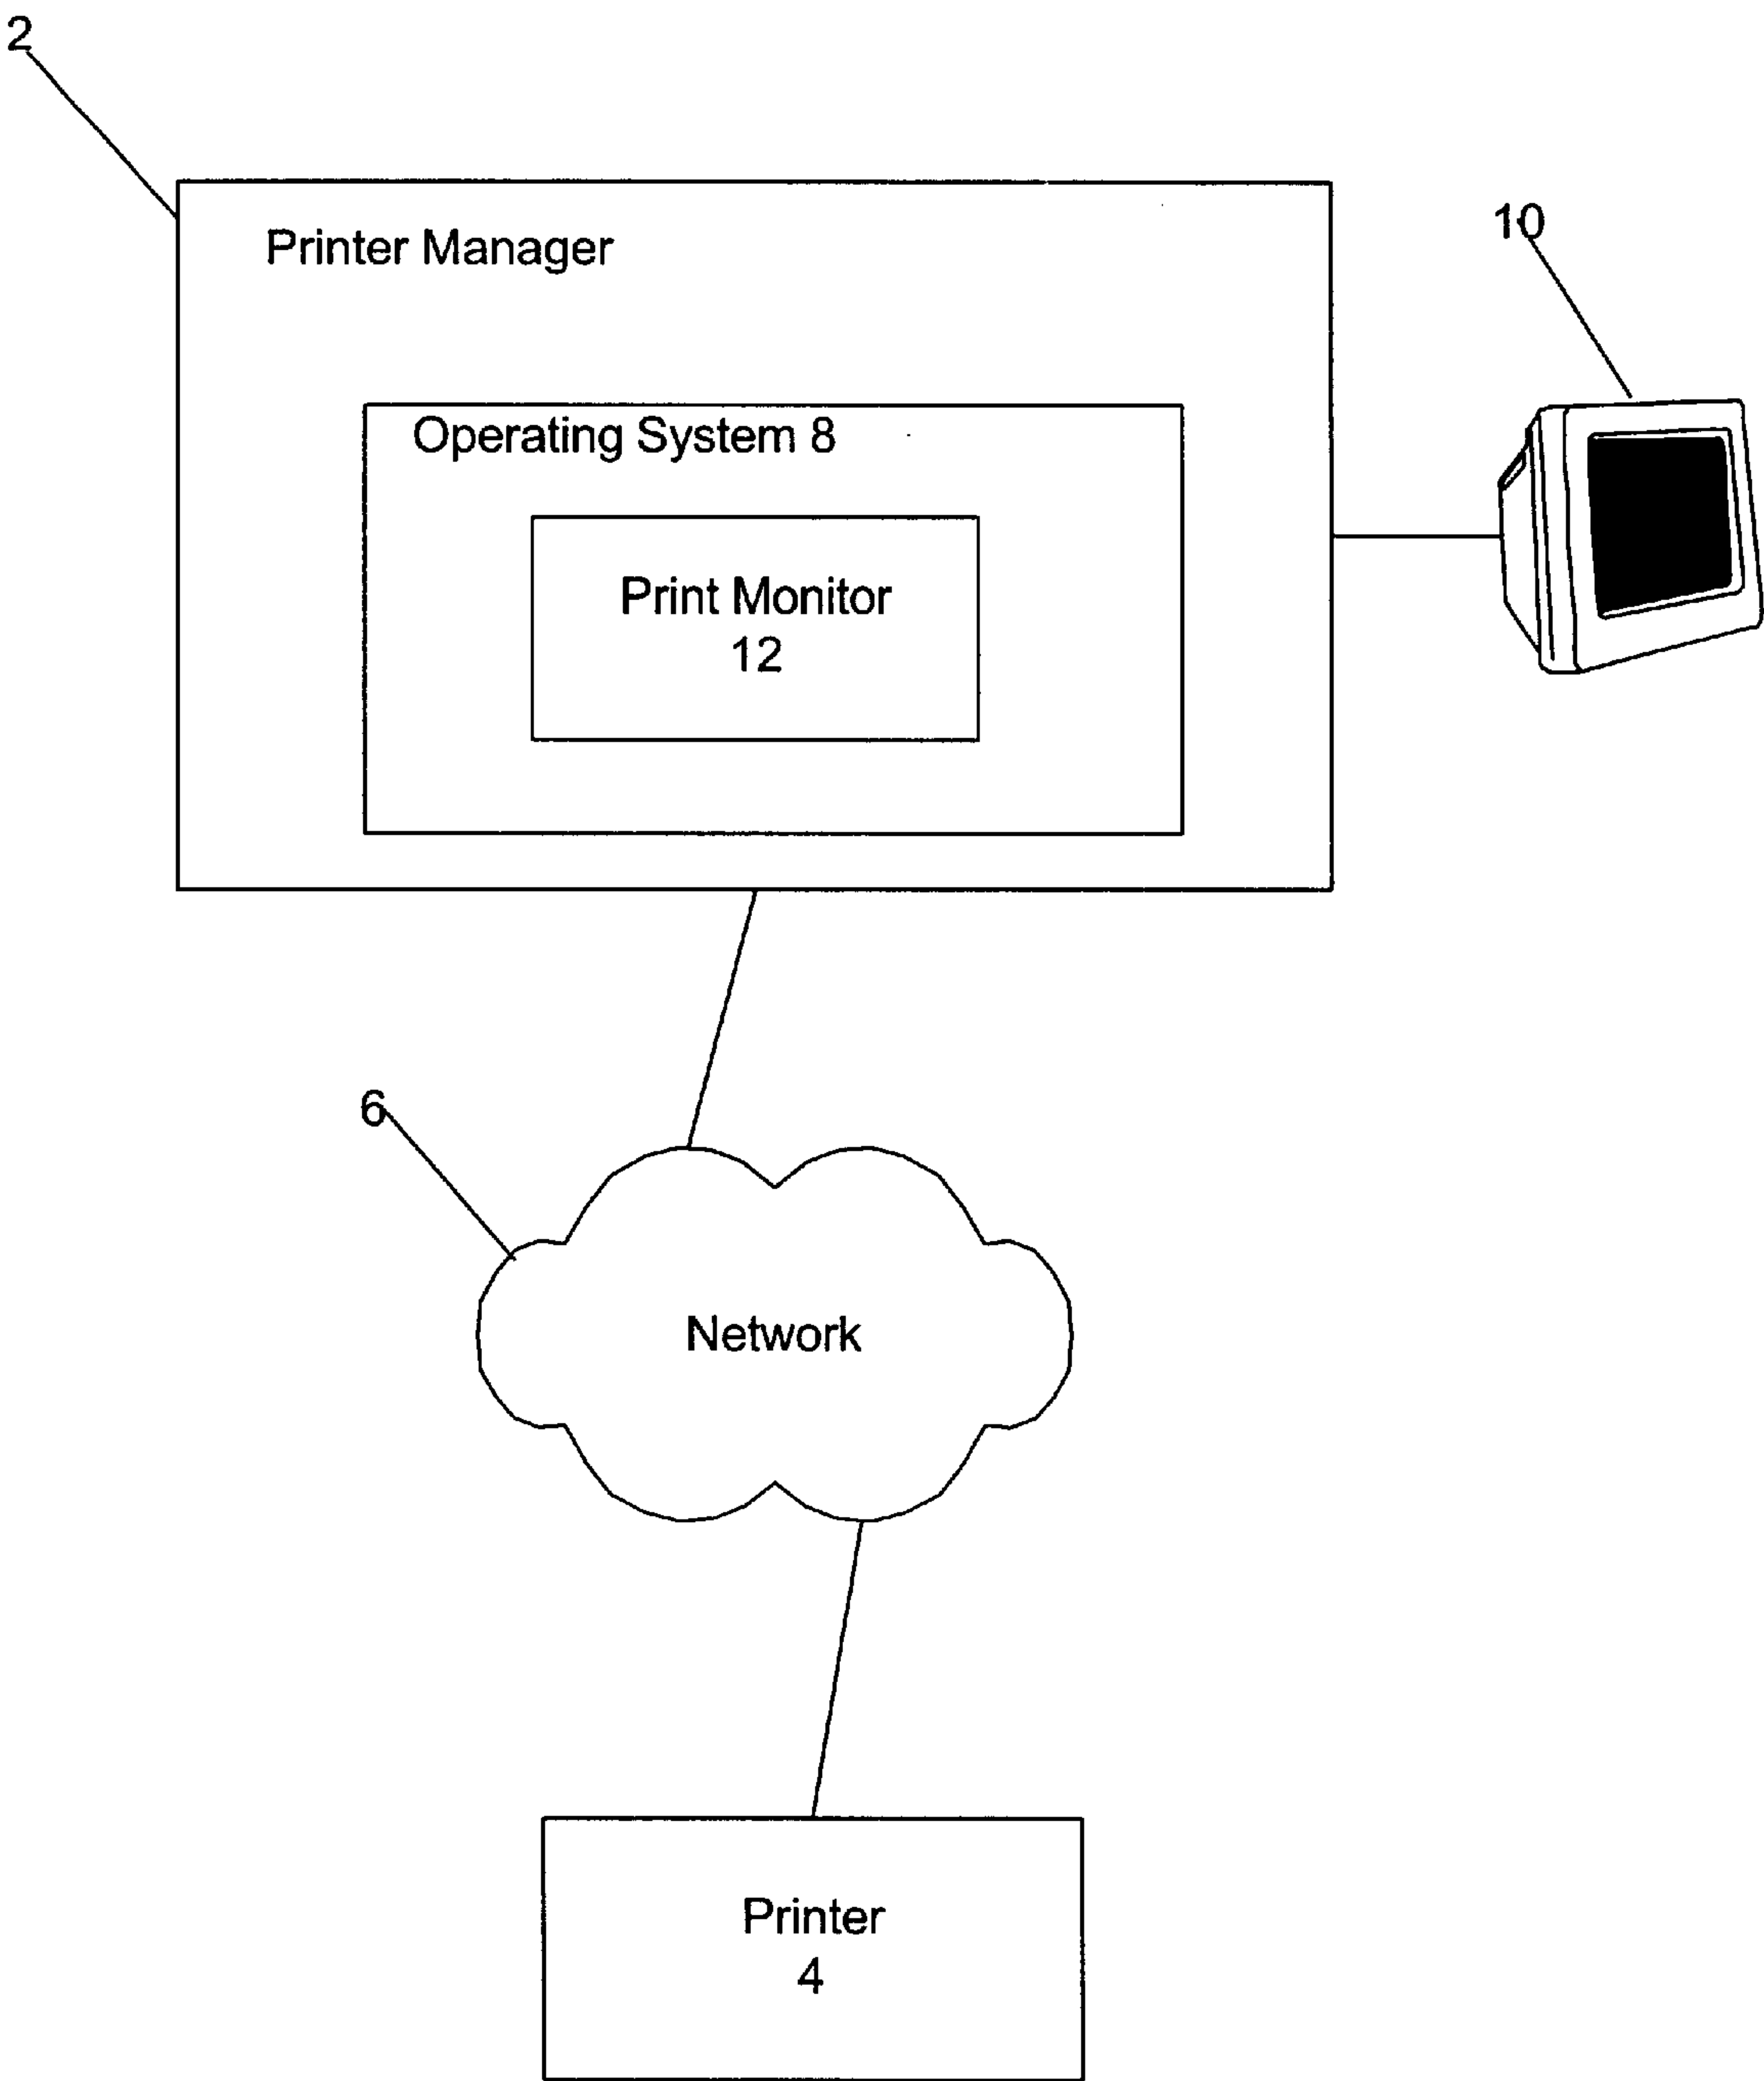 2
Printer Manager
10
Operating System 8
Print Monitor
12
6
Network
Printer
4